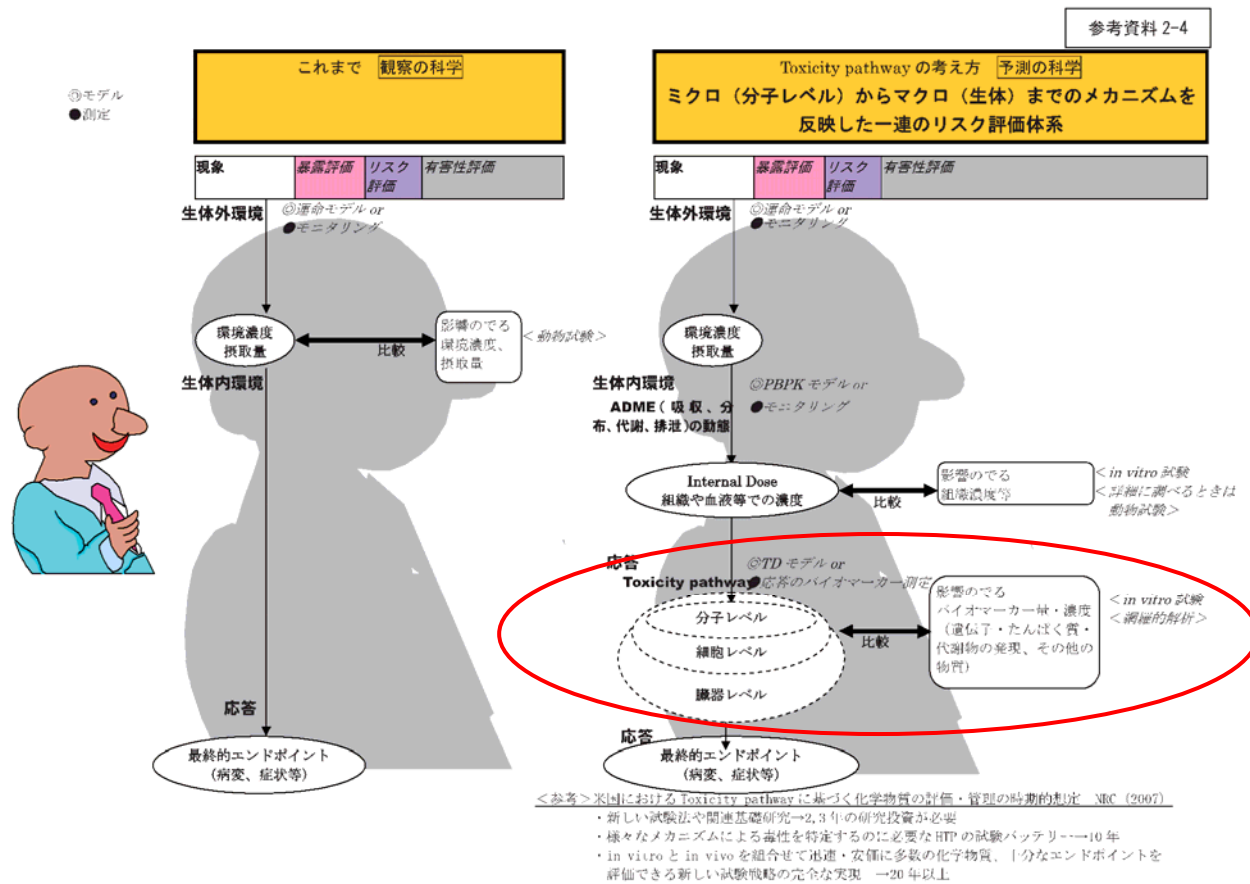 参考資料 2-4
◎モデル
●測定
これまで 観察の科学
現象
暴露評価
リスク
評価
有害性評価
生体外環境
◎運命モデル or
●モニタリング
環境濃度
摂取量
比較
影響のでる
環境濃度、
摂取量
<動物試験>
生体内環境
応答
最終的エンドポイント
(病変、症状等)
Toxicity pathway の考え方 予測の科学
ミクロ(分子レベル)からマクロ(生体)までのメカニズムを
反映した一連のリスク評価体系
現象
暴露評価
リスク
評価
有害性評価
生体外環境
◎運命モデル or
●モニタリング
環境濃度
摂取量
生体内環境
ADME(吸収、分
布、代謝、排泄)の動態
◎PBPK モデル or
●モニタリング
Internal Dose
組織や血液等での濃度
比較
影響のでる
組織濃度等
<in vitro 試験
<詳細に調べるときは
動物試験>
応答
Toxicity pathway
◎TD モデル or
●応答のバイオマーカー測定
分子レベル
細胞レベル
臓器レベル
比較
影響のでる
バイオマーカー量・濃度
(遺伝子・たんぱく質・
代謝物の発現、その他の
物質)
<in vitro 試験
<網羅的解析>
応答
最終的エンドポイント
(病変、症状等)
<参考>米国における Toxicity pathway に基づく化学物質の評価・管理の時期的想定 NRC (2007)
・新しい試験法や関連基礎研究→2,3 年の研究投資が必要
・様々なメカニズムによる毒性を特定するのに必要な HTP の試験バッテリー→10 年
・in vitro と in vivo を組合せて迅速・安価に多数の化学物質、十分なエンドポイントを
評価できる新しい試験戦略の完全な実現 →20 年以上